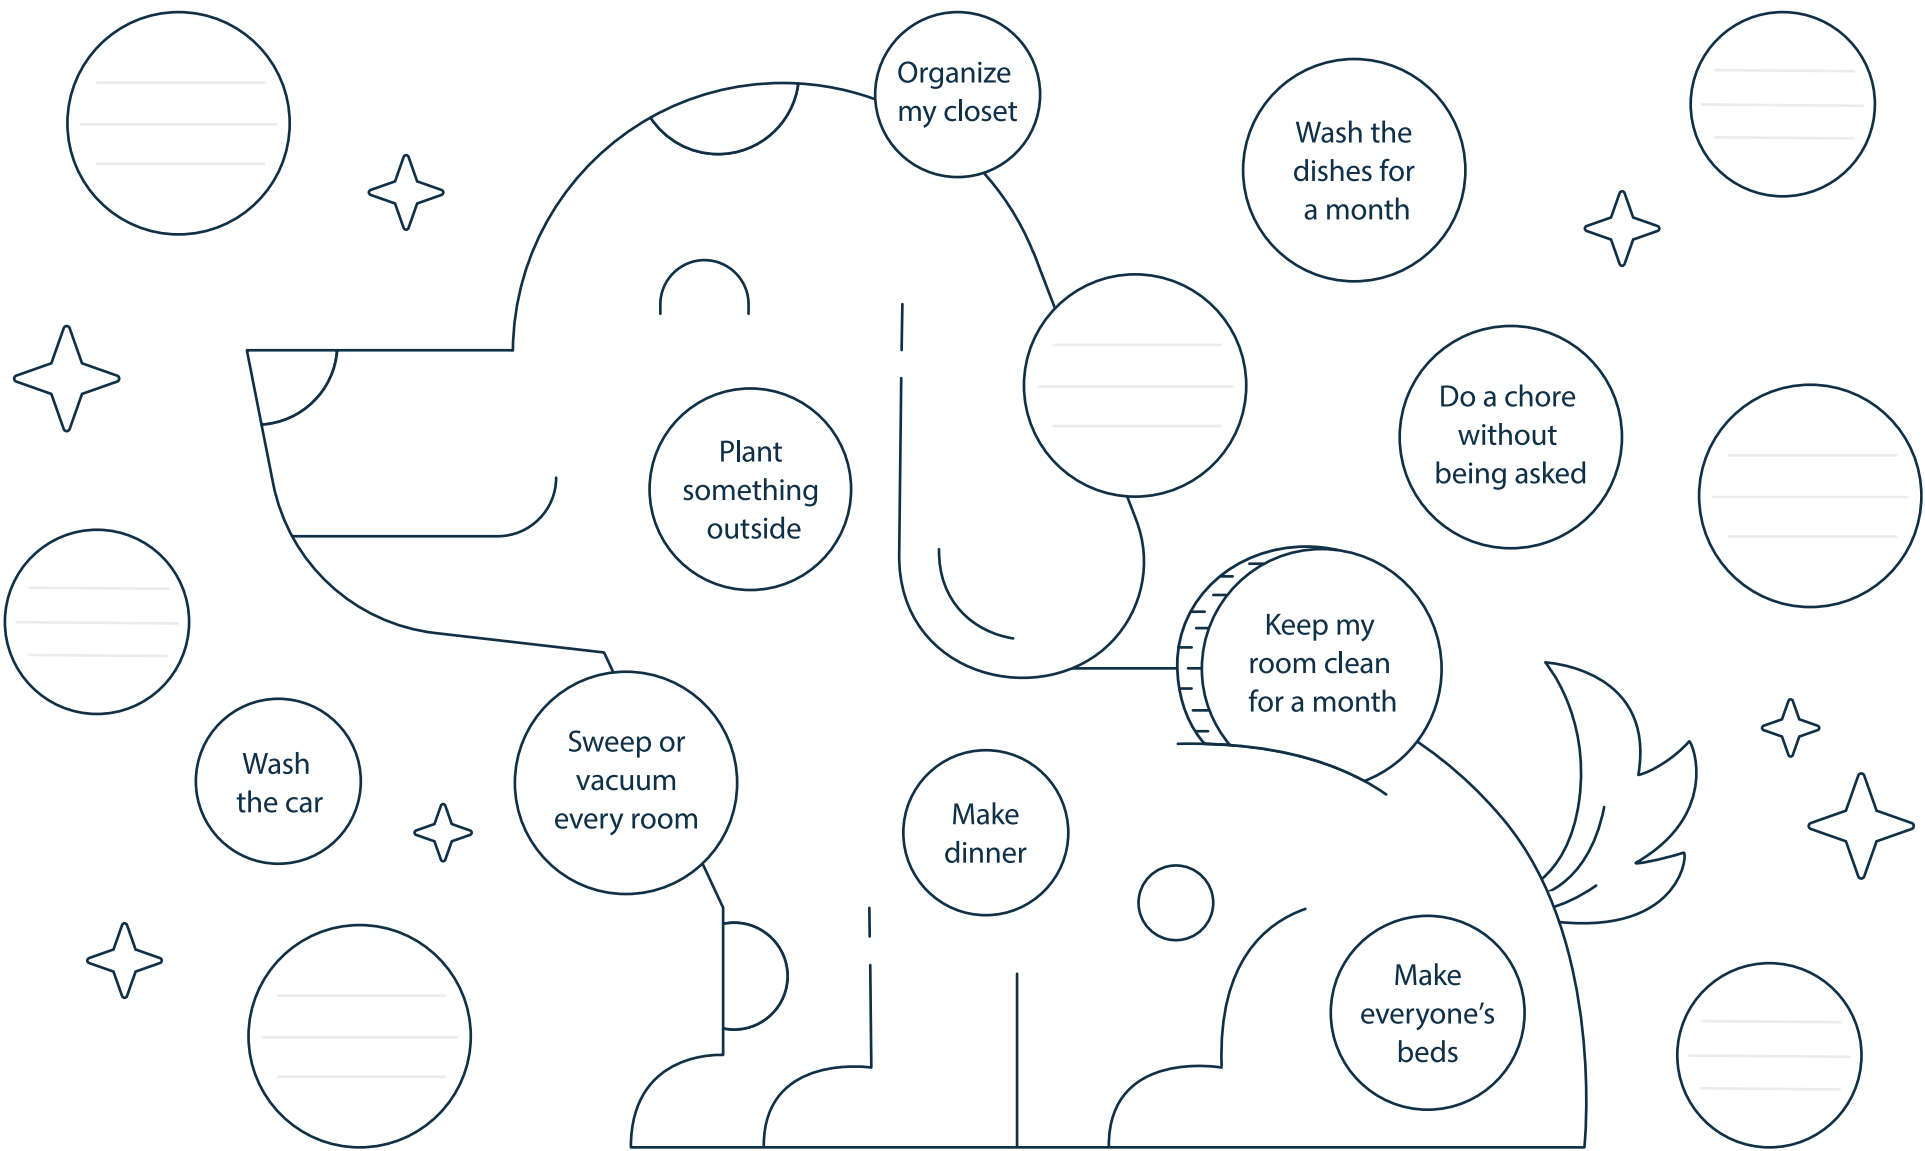 Organize
my closet
Wash the
dishes for
a month
Do a chore
without
being asked
Plant
something
outside
Keep my
room clean
for a month
Wash
the car
Sweep or
vacuum
every room
Make
dinner
Make
everyone's
beds